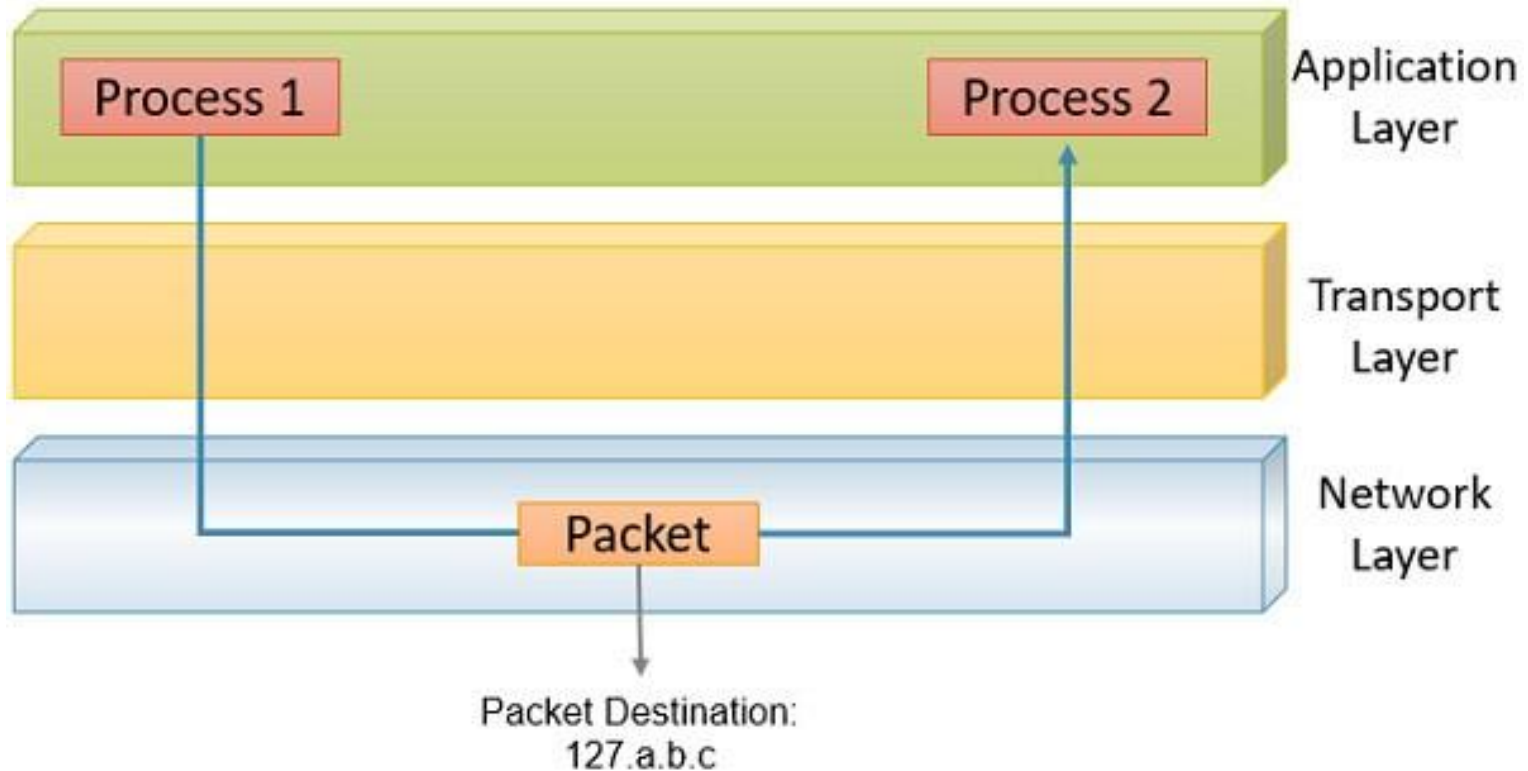 Process 1
Process 2
Application
Layer
Transport
Layer
Network
Layer
Packet
Packet Destination:
127.a.b.c